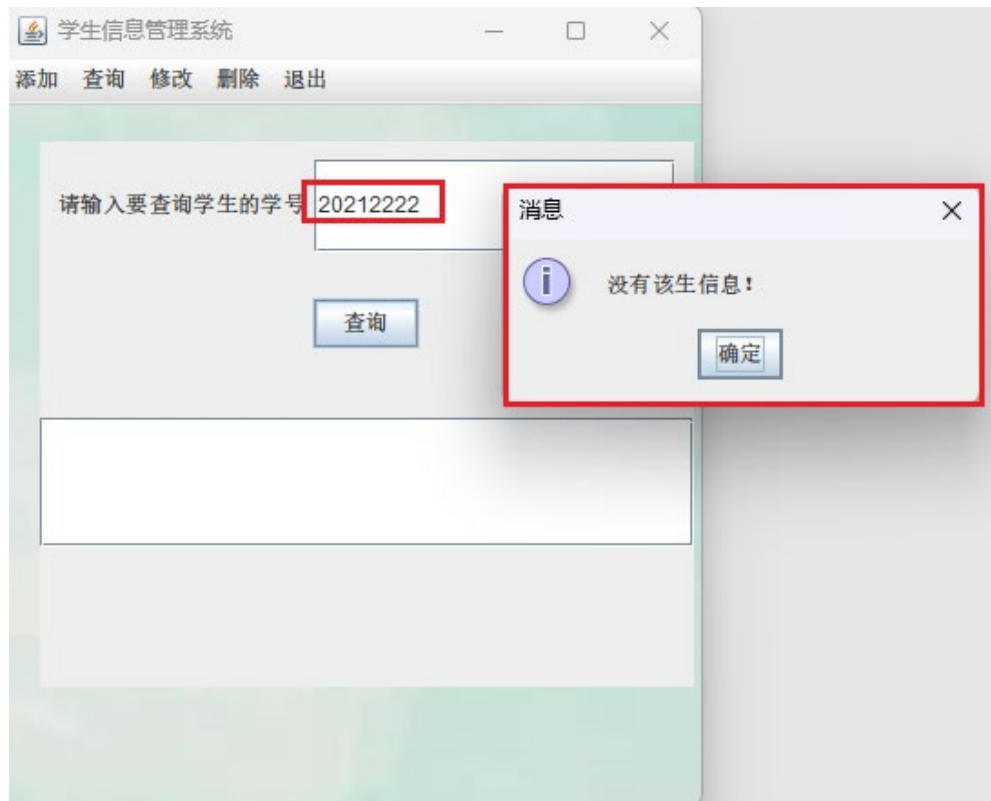 学生信息管理系统
添加 查询 修改 删除 退出
请输入要查询学生的学号 20212222
查询
消息
没有该生信息！
确定